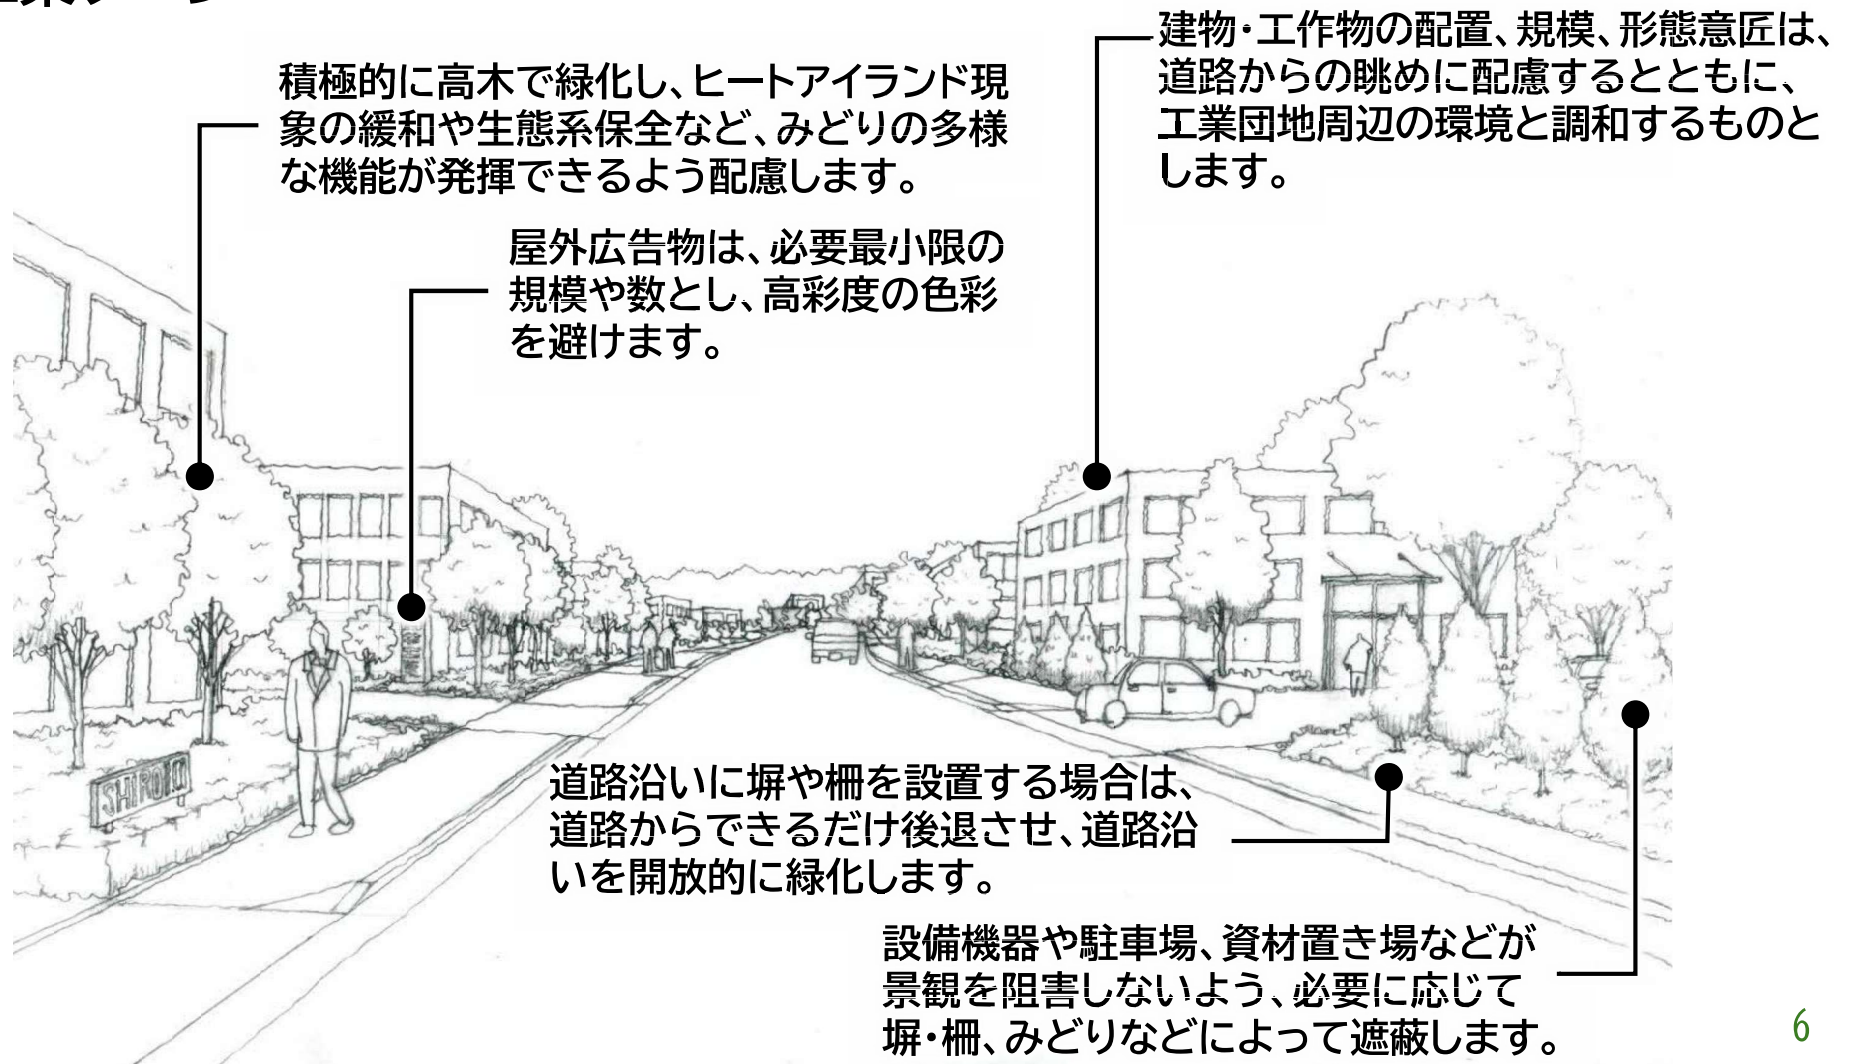 積極的に高木で緑化し、ヒートアイランド現
象の緩和や生態系保全など、みどりの多様
な機能が発揮できるよう配慮します。
屋外広告物は、必要最小限の
規模や数とし、高彩度の色彩
を避けます。
建物・工作物の配置、規模、形態意匠は、
道路からの眺めに配慮するとともに、
工業団地周辺の環境と調和するものと
します。
道路沿いに塀や柵を設置する場合は、
道路からできるだけ後退させ、道路沿
いを開放的に緑化します。
設備機器や駐車場、資材置き場などが
景観を阻害しないよう、必要に応じて
塀・柵、みどりなどによって遮蔽します。
6